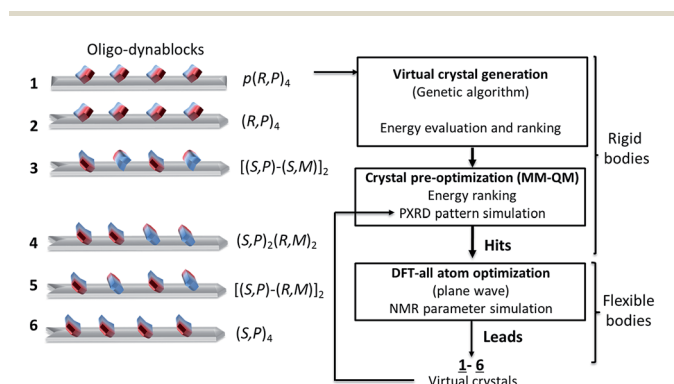 Oligo-dynablocks
1 p(R,P)4
2 (R,P)4
3 [(S,P)-(S,M)]2
4 (S,P)2(R,M)2
5 [(S,P)-(R,M)]2
6 (S,P)4
Virtual crystal generation
(Genetic algorithm)
Energy evaluation and ranking
Crystal pre-optimization (MM-QM)
Energy ranking
PXRD pattern simulation
Rigid
bodies
Hits
DFT-all atom optimization
(plane wave)
NMR parameter simulation
Flexible
bodies
Leads
1- 6
Virtual crystals